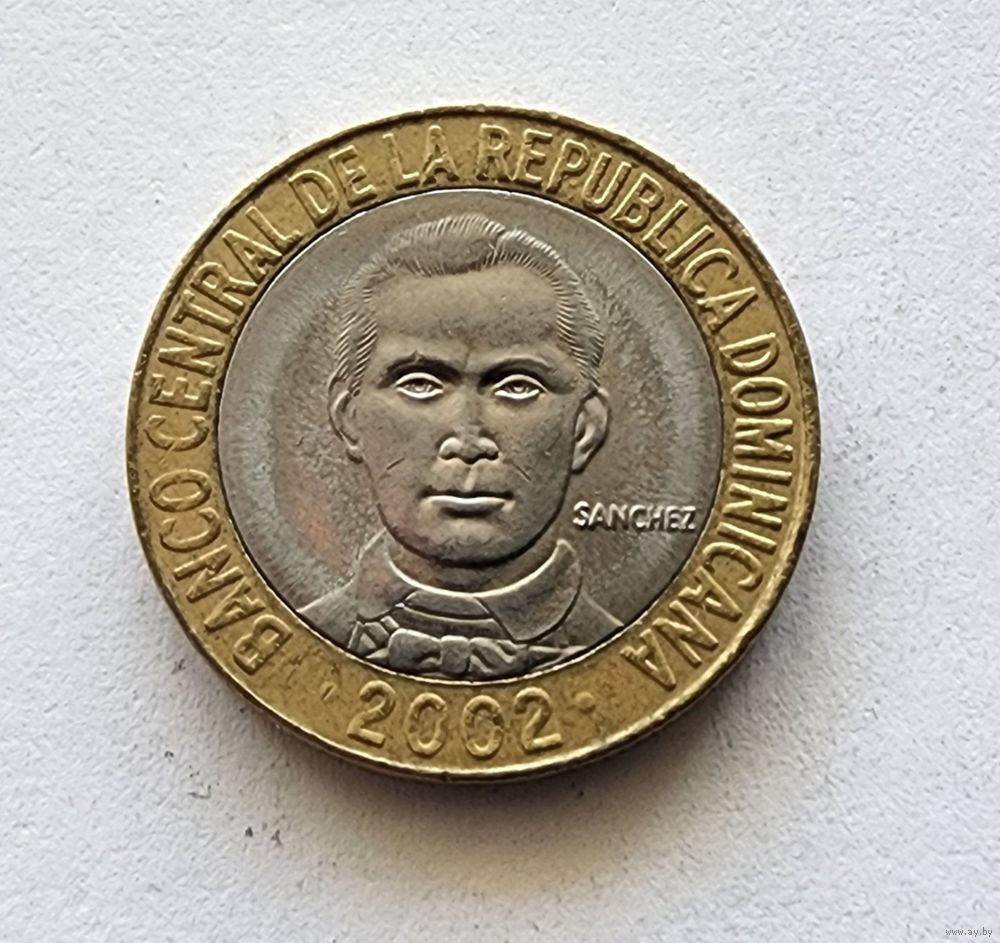 BANCO CENTRAL DE LA REPUBLICA DOMINICANA
SANCHEZ
· 2002 ·
www.ay.by